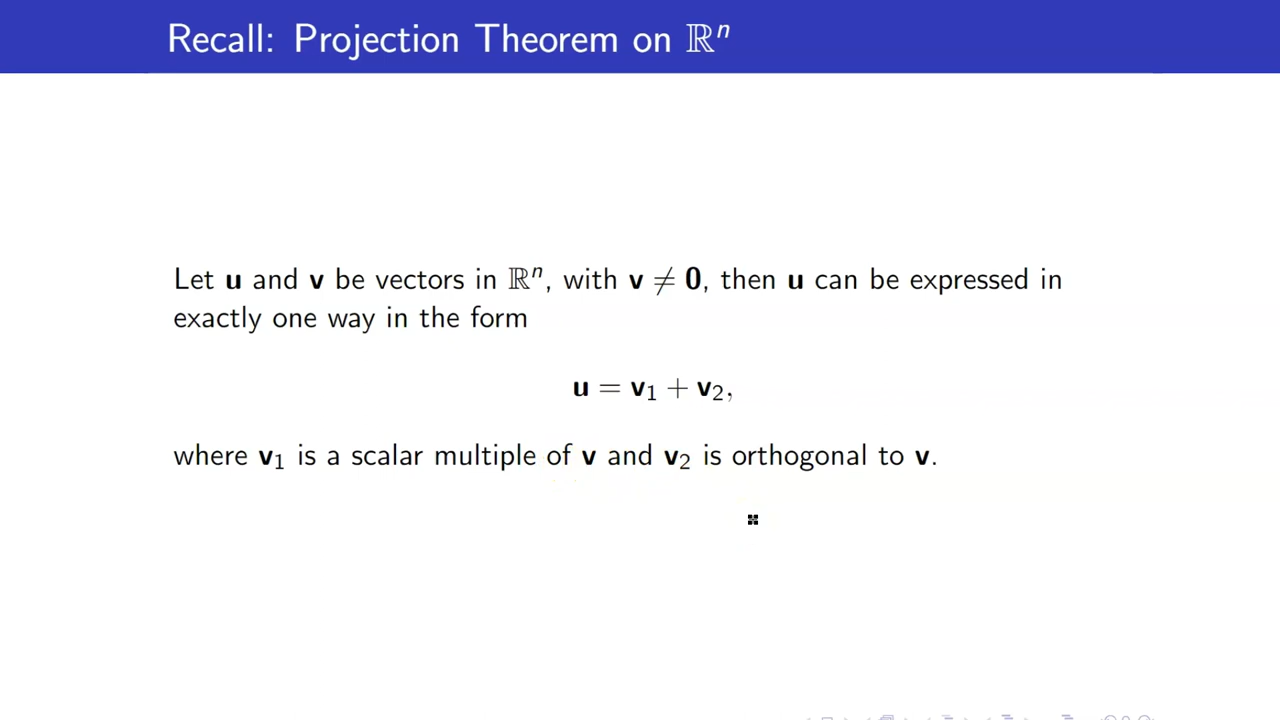 Recall: Projection Theorem on ℝⁿ
Let u and v be vectors in ℝⁿ, with v ≠ 0, then u can be expressed in
exactly one way in the form
u = v₁ + v₂,
where v₁ is a scalar multiple of v and v₂ is orthogonal to v.